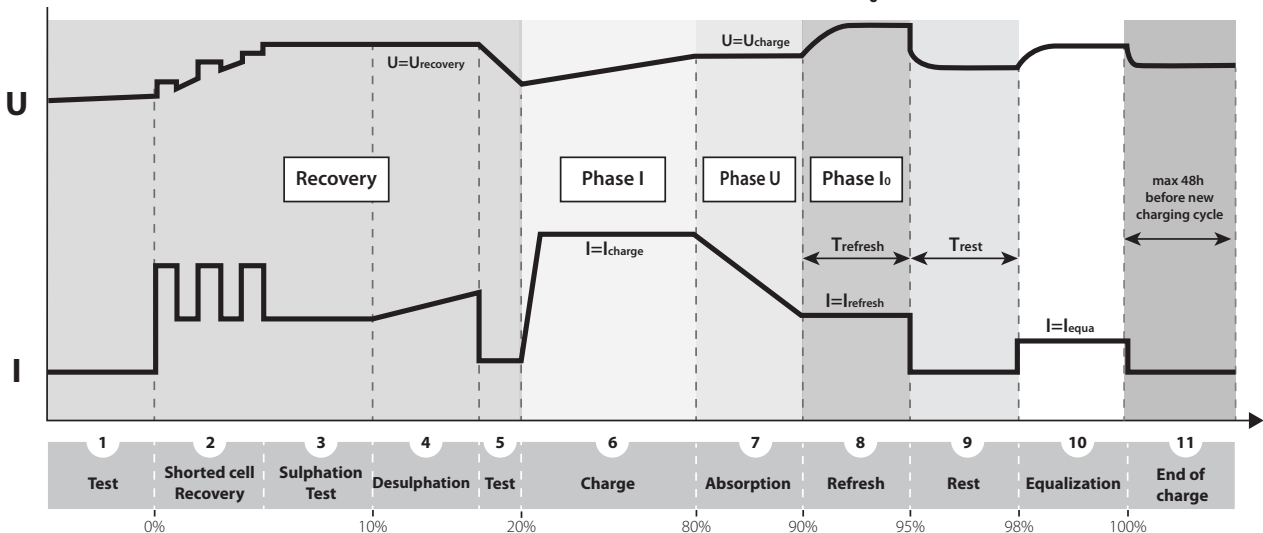 U
U=Urecovery
U=Ucharge
Recovery
Phase I
Phase U
Phase I0
max 48h
before new
charging cycle
I=Icharge
Trefresh
Trest
I=Irefresh
I=Iequa
I
1
2
3
4
5
6
7
8
9
10
11
Test
Shorted cell
Recovery
Sulphation
Test
Desulphation
Test
Charge
Absorption
Refresh
Rest
Equalization
End of
charge
0%
10%
20%
80%
90%
95%
98%
100%